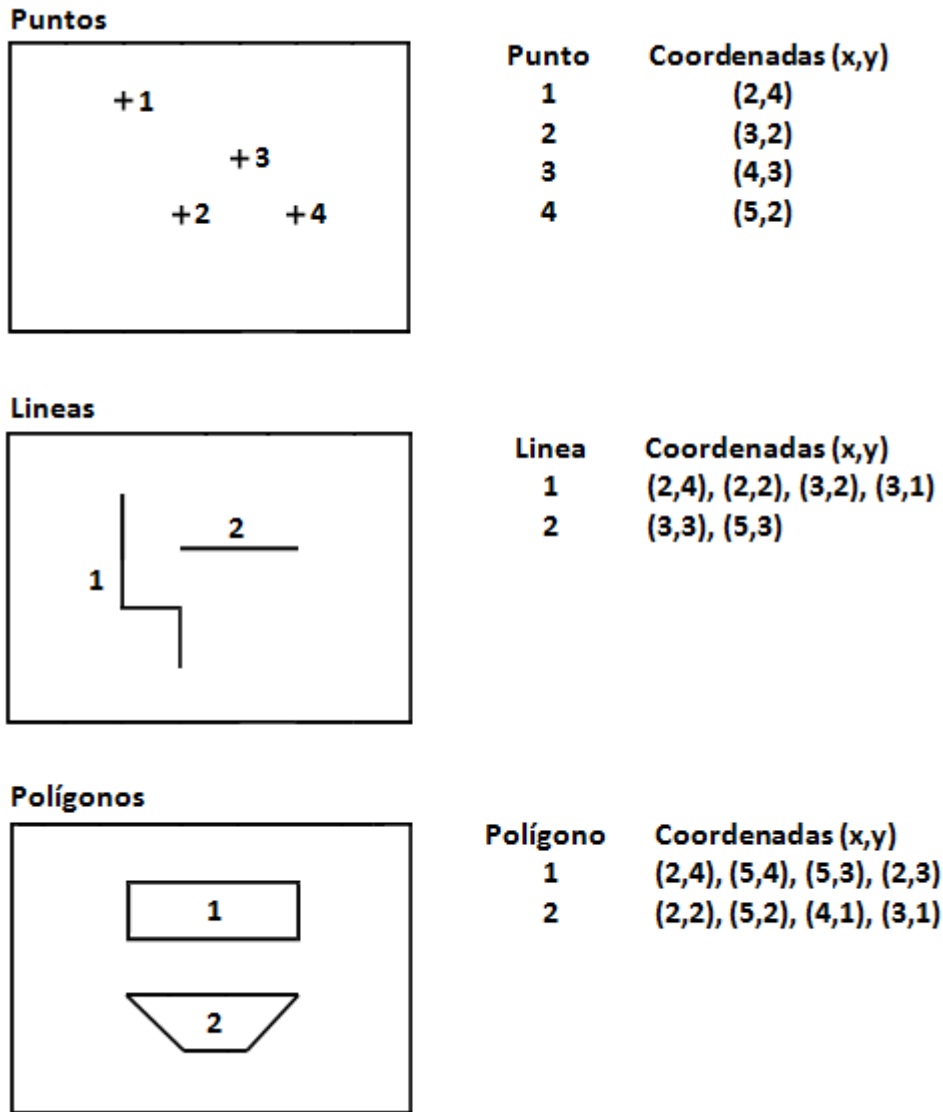 Puntos
Punto Coordenadas (x,y)
+1 1 (2,4)
2 (3,2)
+3 3 (4,3)
+2 +4 4 (5,2)
Lineas
Linea Coordenadas (x,y)
1 (2,4), (2,2), (3,2), (3,1)
2 2 (3,3), (5,3)
1
Polígonos
Polígono Coordenadas (x,y)
1 (2,4), (5,4), (5,3), (2,3)
1 2 (2,2), (5,2), (4,1), (3,1)
2